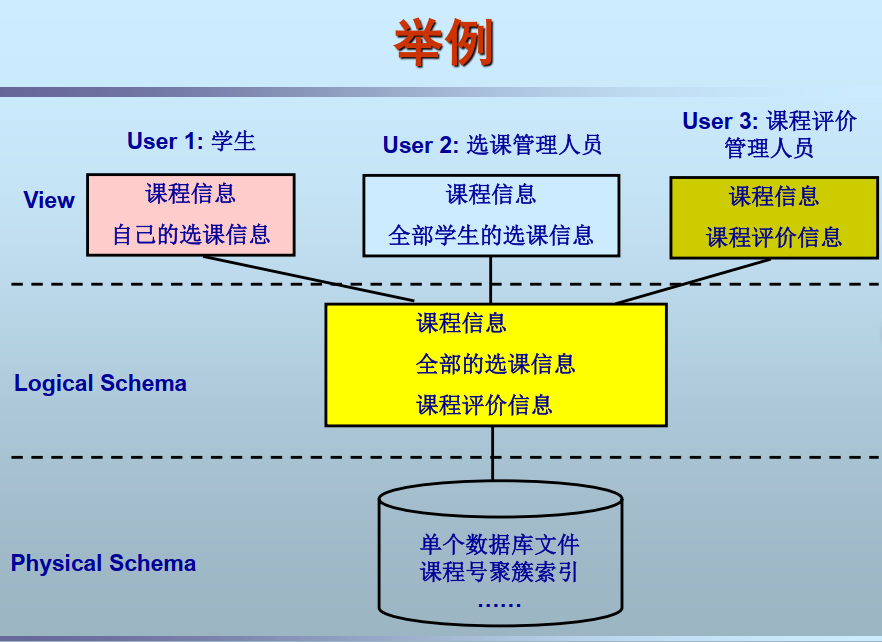 举例
User 1: 学生
User 2: 选课管理人员
User 3: 课程评价
管理人员
View
课程信息
自己的选课信息
课程信息
全部学生的选课信息
课程信息
课程评价信息
Logical Schema
课程信息
全部的选课信息
课程评价信息
Physical Schema
单个数据库文件
课程号聚簇索引
……